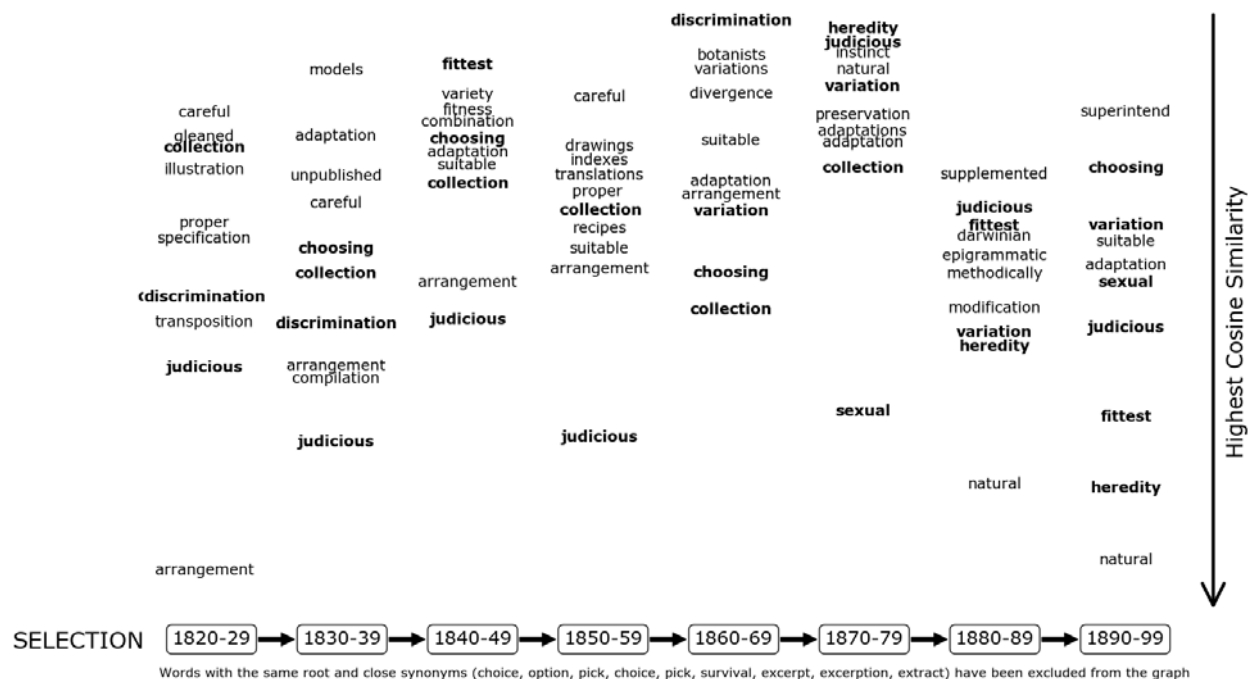 discrimination
heredity
judicious
instinct
botanists
fittest
models
variations
natural
variation
variety
divergence
careful
fitness
careful
superintend
preservation
combination
adaptations
gleaned
adaptation
choosing
suitable
adaptation
collection
drawings
adaptation
indexes
illustration
suitable
collection
choosing
unpublished
translations
supplemented
collection
adaptation
proper
arrangement
careful
judicious
collection
variation
proper
fittest
variation
recipes
specification
darwinian
suitable
choosing
suitable
epigrammatic
adaptation
collection
arrangement
choosing
methodically
arrangement
sexual
discrimination
collection
modification
transposition
discrimination
judicious
judicious
variation
heredity
judicious
arrangement
compilation
sexual
fittest
judicious
judicious
natural
heredity
natural
arrangement
Highest Cosine Similarity
SELECTION 1820-29 1830-39 1840-49 1850-59 1860-69 1870-79 1880-89 1890-99
Words with the same root and close synonyms (choice, option, pick, choice, pick, survival, excerpt, excerption, extract) have been excluded from the graph